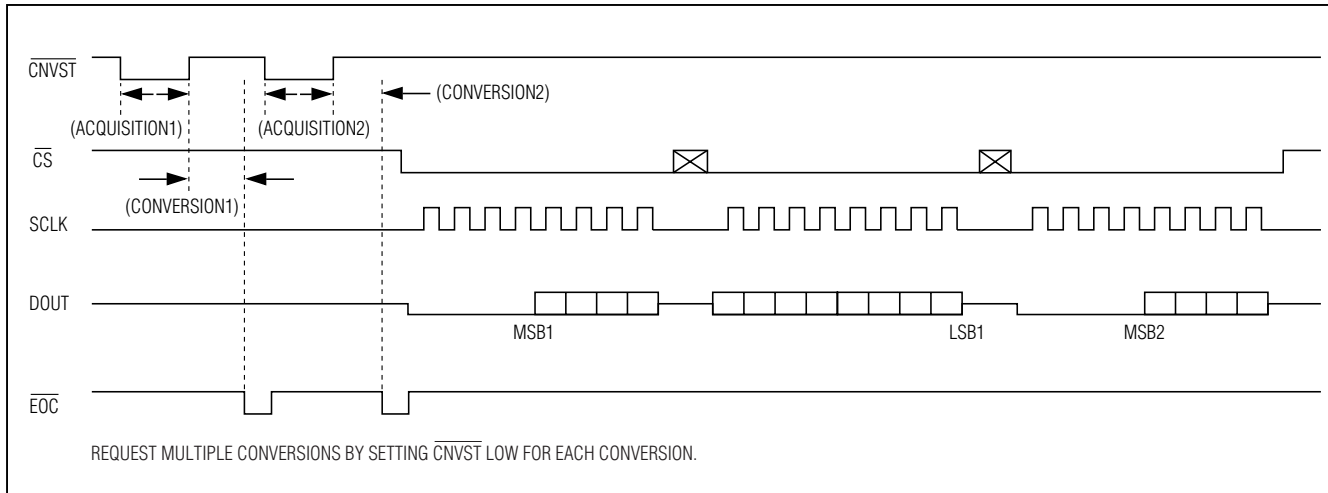 CNVST
(CONVERSION2)
(ACQUISITION1) (ACQUISITION2)
CS
(CONVERSION1)
SCLK
DOUT
MSB1 LSB1 MSB2
EOC
REQUEST MULTIPLE CONVERSIONS BY SETTING CNVST LOW FOR EACH CONVERSION.